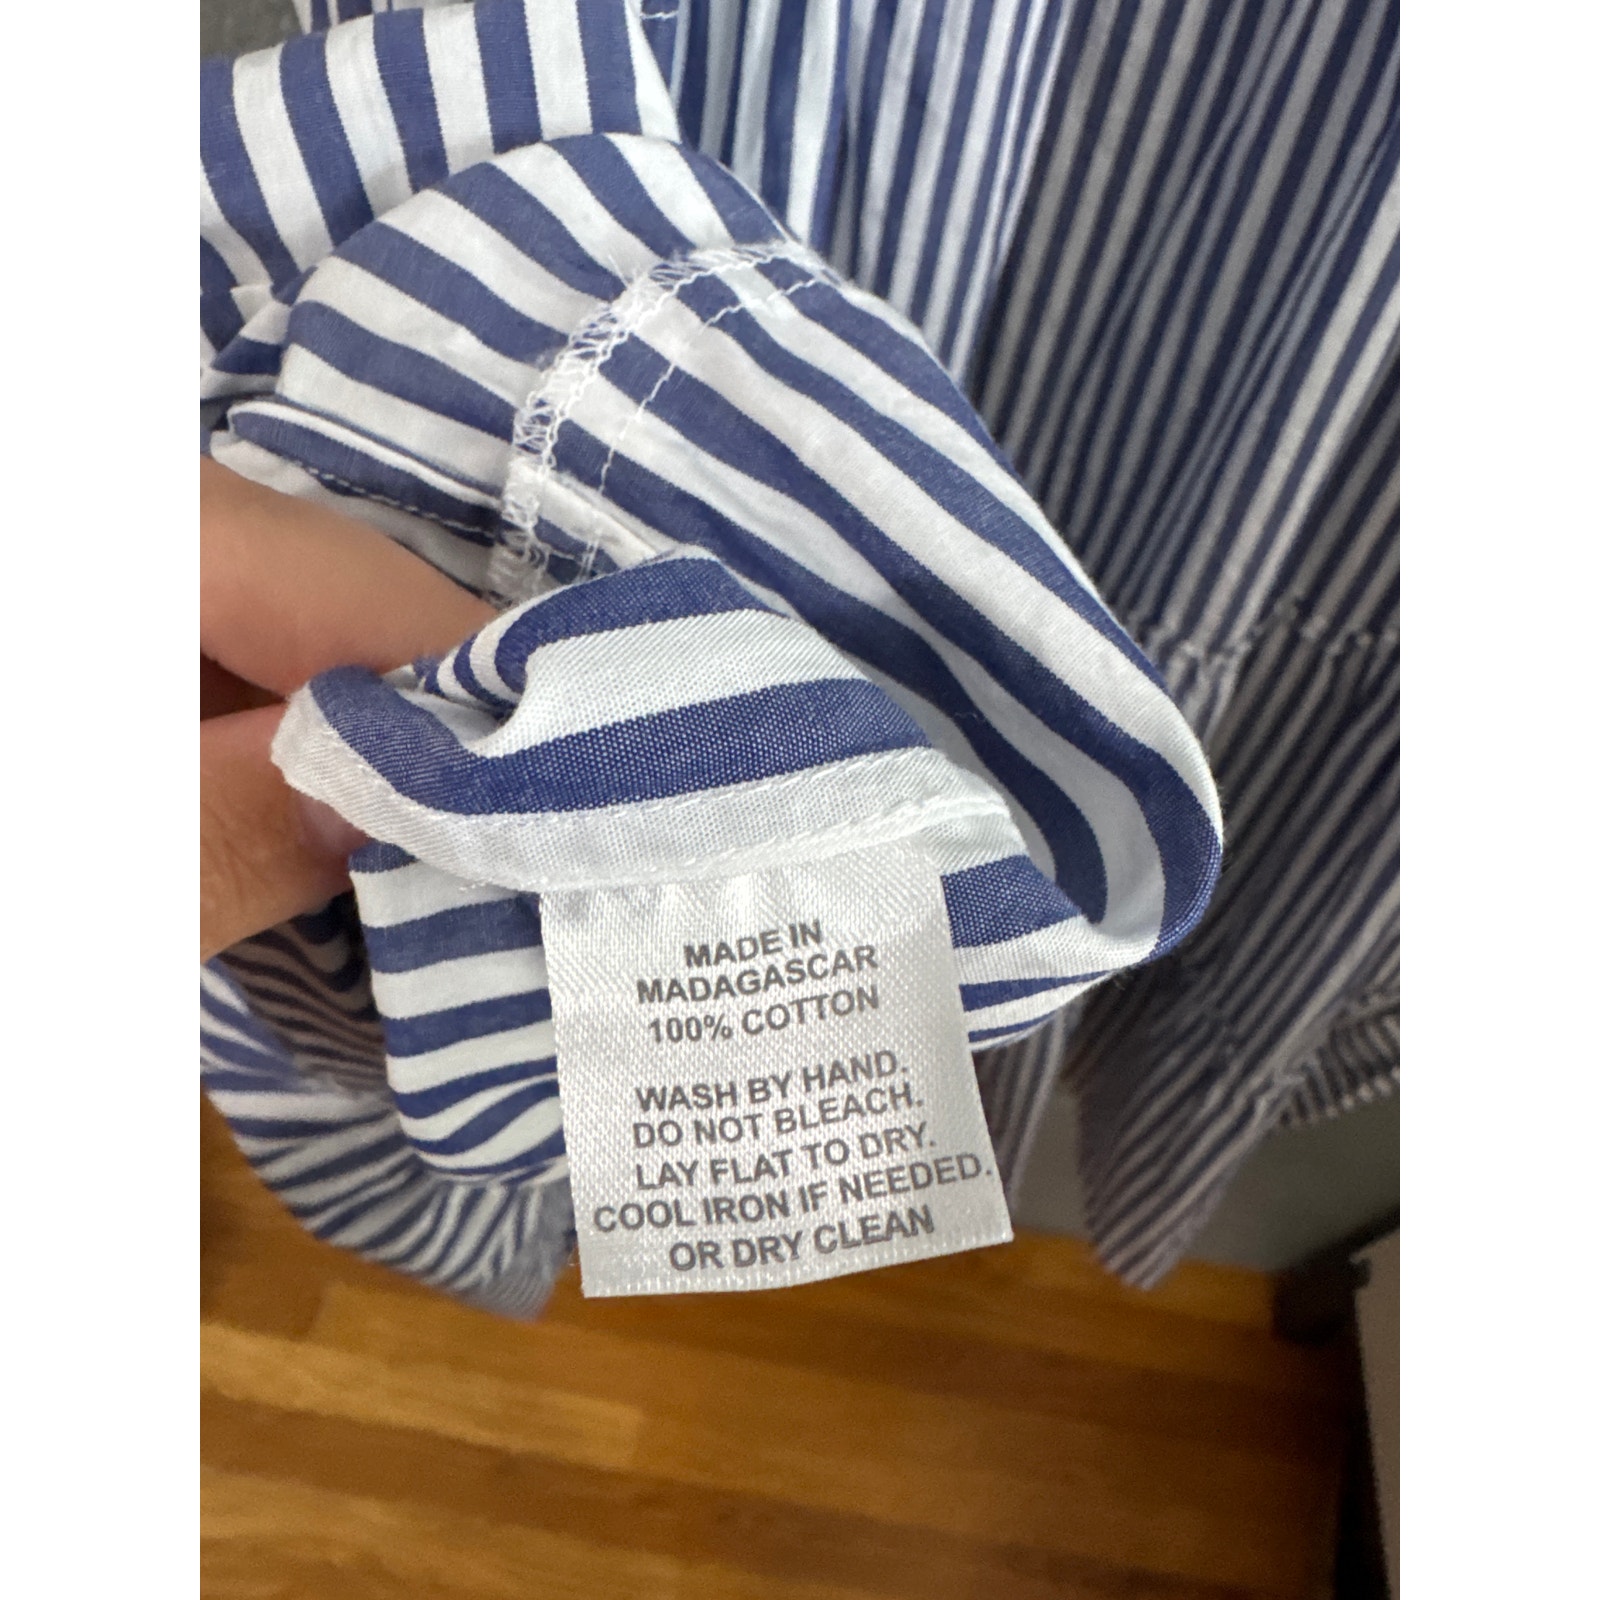 MADE IN
MADAGASCAR
100% COTTON
WASH BY HAND.
DO NOT BLEACH.
LAY FLAT TO DRY.
COOL IRON IF NEEDED.
OR DRY CLEAN